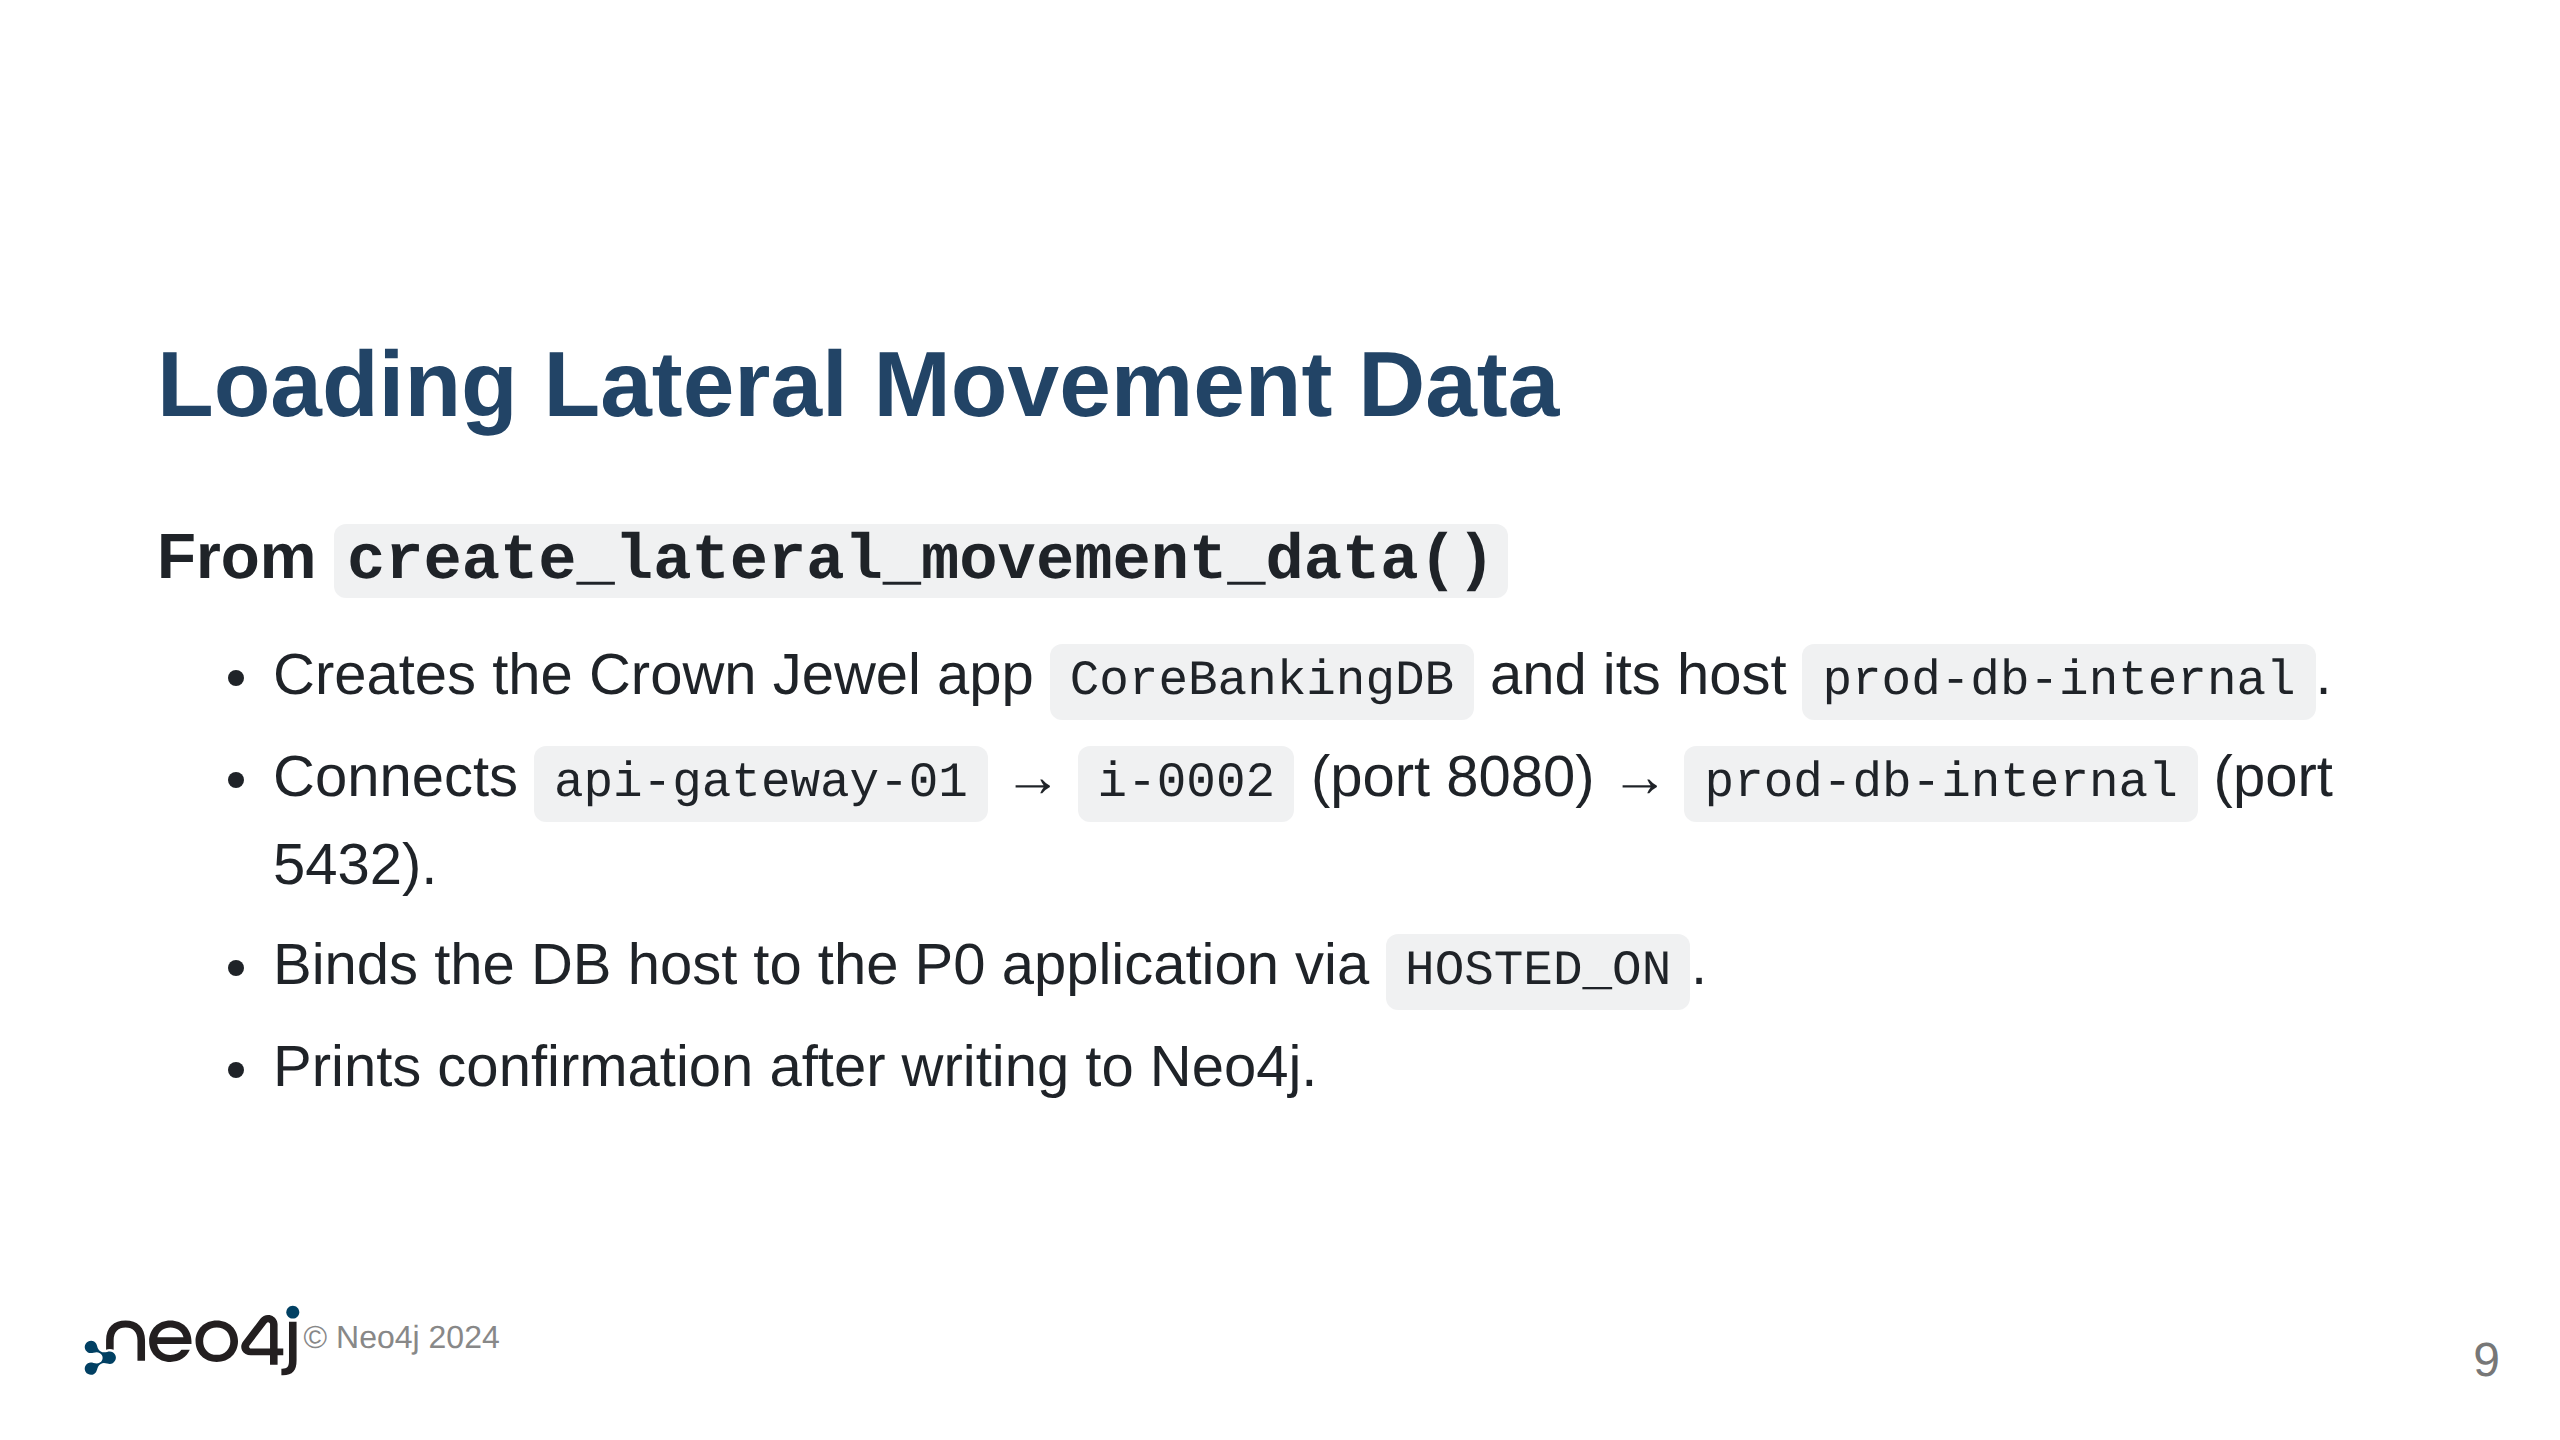 Loading Lateral Movement Data
From create_lateral_movement_data()
• Creates the Crown Jewel app CoreBankingDB and its host prod-db-internal.
• Connects api-gateway-01 → i-0002 (port 8080) → prod-db-internal (port
5432).
• Binds the DB host to the P0 application via HOSTED_ON.
• Prints confirmation after writing to Neo4j.
neo4j © Neo4j 2024
9